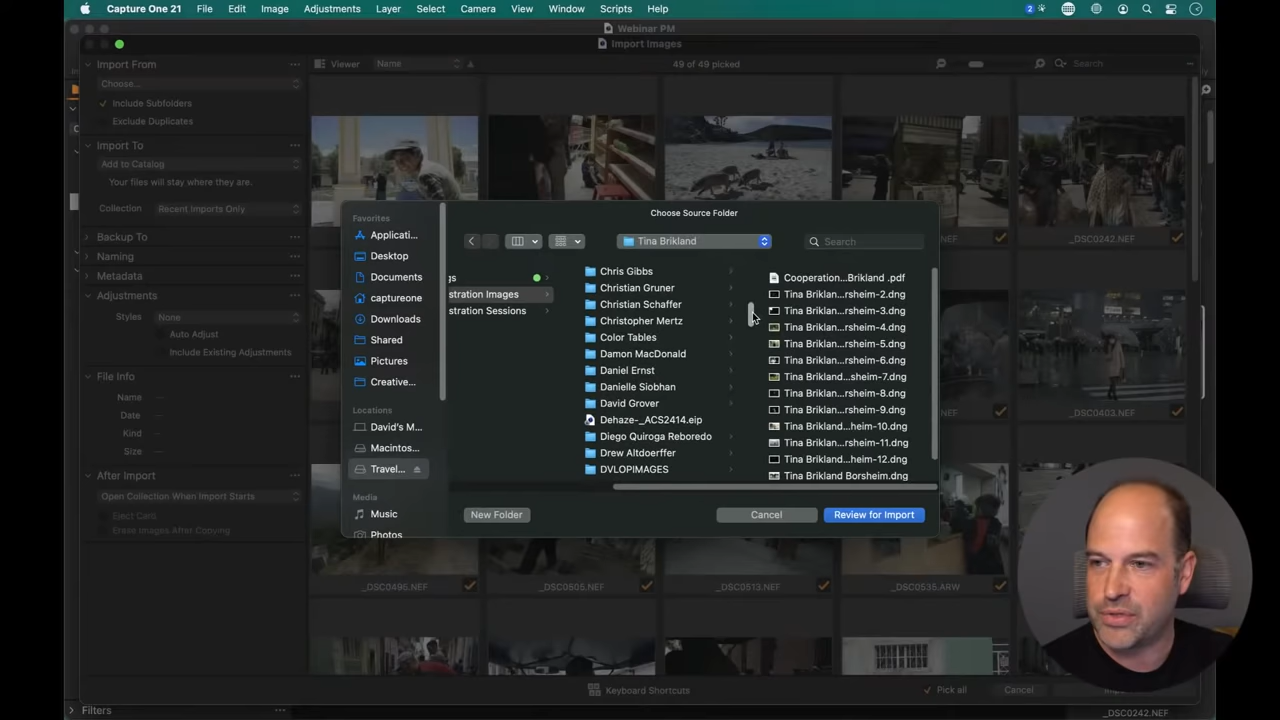 Capture One 21 File Edit Image Adjustments Layer Select Camera View Window Scripts Help 2
Webinar PM
Import Images
Import From
Viewer Name 49 of 49 picked Search
Choose...
Include Subfolders
Exclude Duplicates
Import To
Add to Catalog
Your files will stay where they are.
Collection Recent Imports Only
Backup To
Naming
Metadata
Adjustments
Styles None
Auto Adjust
Include Existing Adjustments
File Info
Name
Date
Kind
Size
After Import
Open Collection When Import Starts
Eject Card
Erase Images After Copying
Filters
Choose Source Folder
Tina Brikland
Search
Favorites
Applicati...
Desktop
Documents
captureone
Downloads
Shared
Pictures
Creative...
Locations
David's M...
Macintos...
Travel...
Media
Music
Photos
gs
stration Images
stration Sessions
Chris Gibbs
Christian Gruner
Christian Schaffer
Christopher Mertz
Color Tables
Damon MacDonald
Daniel Ernst
Danielle Siobhan
David Grover
Dehaze-_ACS2414.eip
Diego Quiroga Reboredo
Drew Altdoerffer
DVLOPIMAGES
Cooperation...Brikland .pdf
Tina Briklan...rsheim-2.dng
Tina Briklan...rsheim-3.dng
Tina Briklan...rsheim-4.dng
Tina Briklan...rsheim-5.dng
Tina Briklan...rsheim-6.dng
Tina Brikland...sheim-7.dng
Tina Briklan...rsheim-8.dng
Tina Briklan...rsheim-9.dng
Tina Brikland...heim-10.dng
Tina Briklan...rsheim-11.dng
Tina Brikland...heim-12.dng
Tina Brikland Borsheim.dng
New Folder Cancel Review for Import
_DSC0242.NEF
_DSC0403.NEF
_DSC0495.NEF _DSC0505.NEF _DSC0513.NEF _DSC0535.ARW
Keyboard Shortcuts Pick all Cancel
_DSC0242.NEF